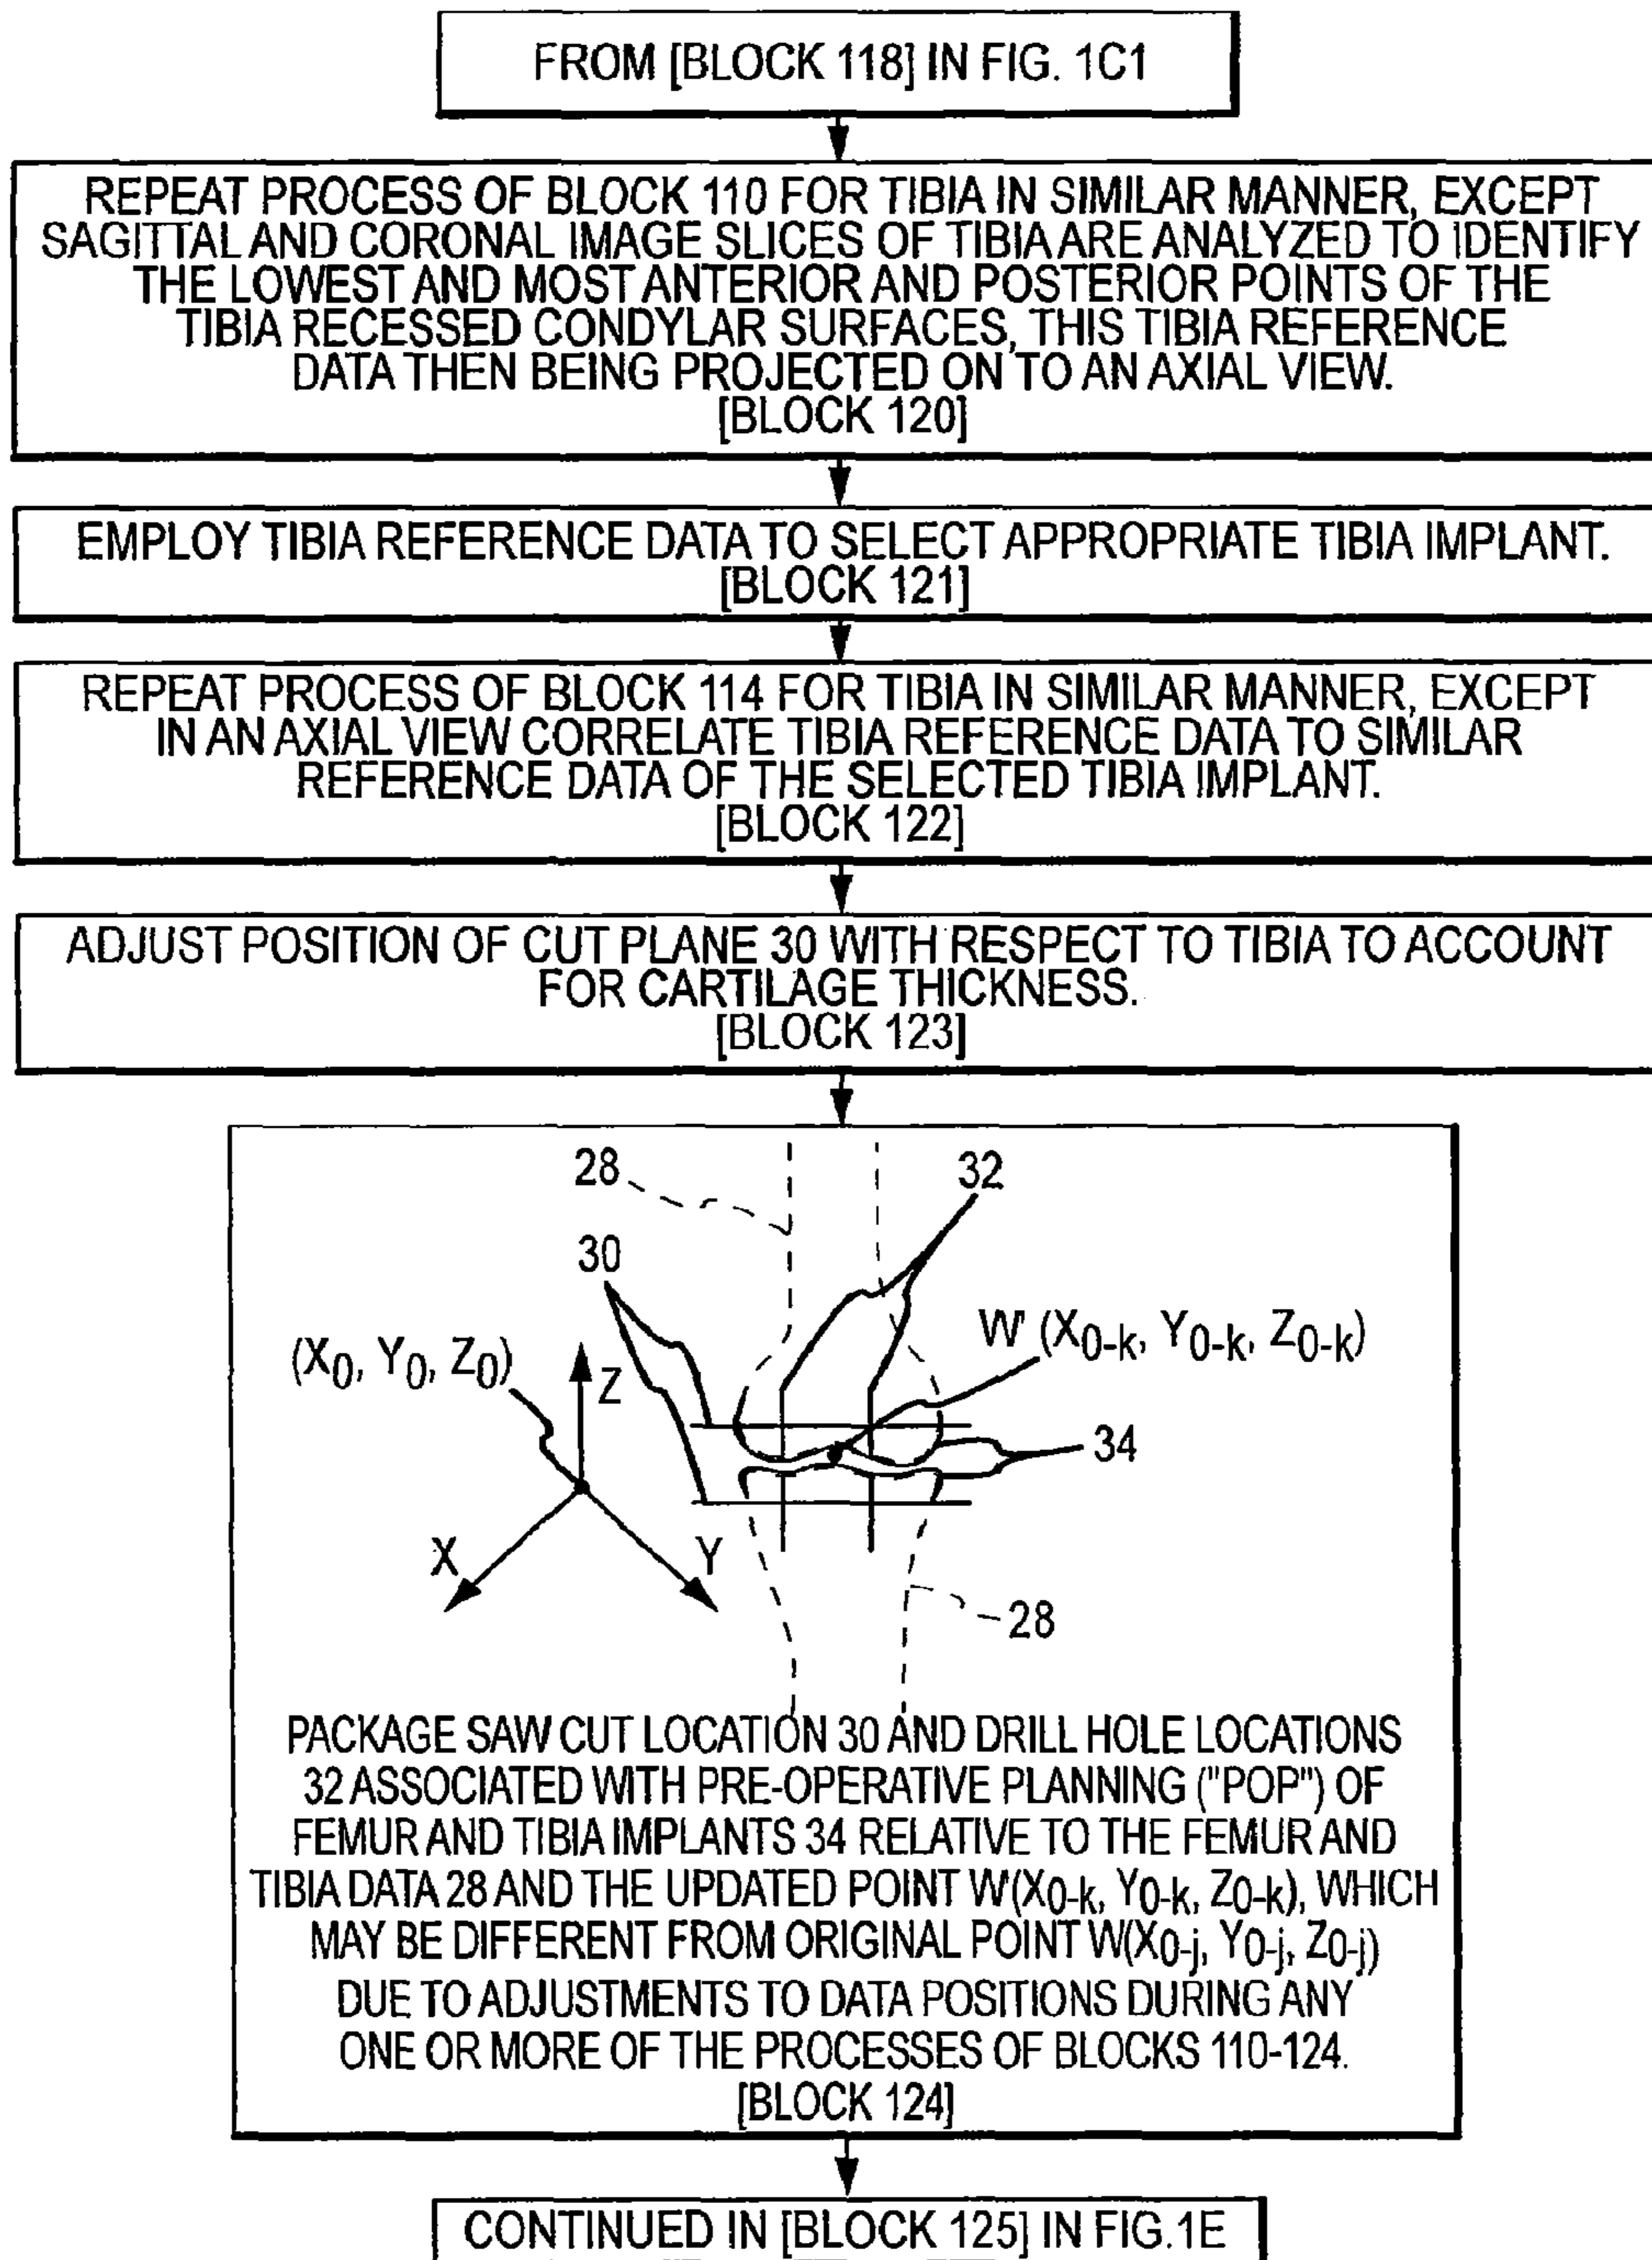 FROM [BLOCK 118] IN FIG. 1C1
REPEAT PROCESS OF BLOCK 110 FOR TIBIA IN SIMILAR MANNER, EXCEPT
SAGITTAL AND CORONAL IMAGE SLICES OF TIBIA ARE ANALYZED TO IDENTIFY
THE LOWEST AND MOST ANTERIOR AND POSTERIOR POINTS OF THE
TIBIA RECESSED CONDYLAR SURFACES, THIS TIBIA REFERENCE
DATA THEN BEING PROJECTED ON TO AN AXIAL VIEW.
[BLOCK 120]
EMPLOY TIBIA REFERENCE DATA TO SELECT APPROPRIATE TIBIA IMPLANT.
[BLOCK 121]
REPEAT PROCESS OF BLOCK 114 FOR TIBIA IN SIMILAR MANNER, EXCEPT
IN AN AXIAL VIEW CORRELATE TIBIA REFERENCE DATA TO SIMILAR
REFERENCE DATA OF THE SELECTED TIBIA IMPLANT.
[BLOCK 122]
ADJUST POSITION OF CUT PLANE 30 WITH RESPECT TO TIBIA TO ACCOUNT
FOR CARTILAGE THICKNESS.
[BLOCK 123]
28
32
30
W' (X0-k, Y0-k, Z0-k)
(X0, Y0, Z0)
Z
34
X
Y
28
PACKAGE SAW CUT LOCATION 30 AND DRILL HOLE LOCATIONS
32 ASSOCIATED WITH PRE-OPERATIVE PLANNING ("POP") OF
FEMUR AND TIBIA IMPLANTS 34 RELATIVE TO THE FEMUR AND
TIBIA DATA 28 AND THE UPDATED POINT W'(X0-k, Y0-k, Z0-k), WHICH
MAY BE DIFFERENT FROM ORIGINAL POINT W(X0-j, Y0-j, Z0-j)
DUE TO ADJUSTMENTS TO DATA POSITIONS DURING ANY
ONE OR MORE OF THE PROCESSES OF BLOCKS 110-124.
[BLOCK 124]
CONTINUED IN [BLOCK 125] IN FIG.1E